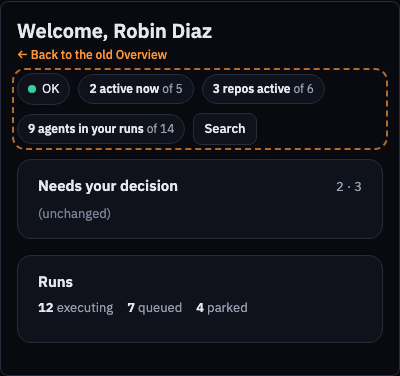 Welcome, Robin Diaz
← Back to the old Overview
OK 2 active now of 5 3 repos active of 6
9 agents in your runs of 14 Search
Needs your decision 2 · 3
(unchanged)
Runs
12 executing 7 queued 4 parked